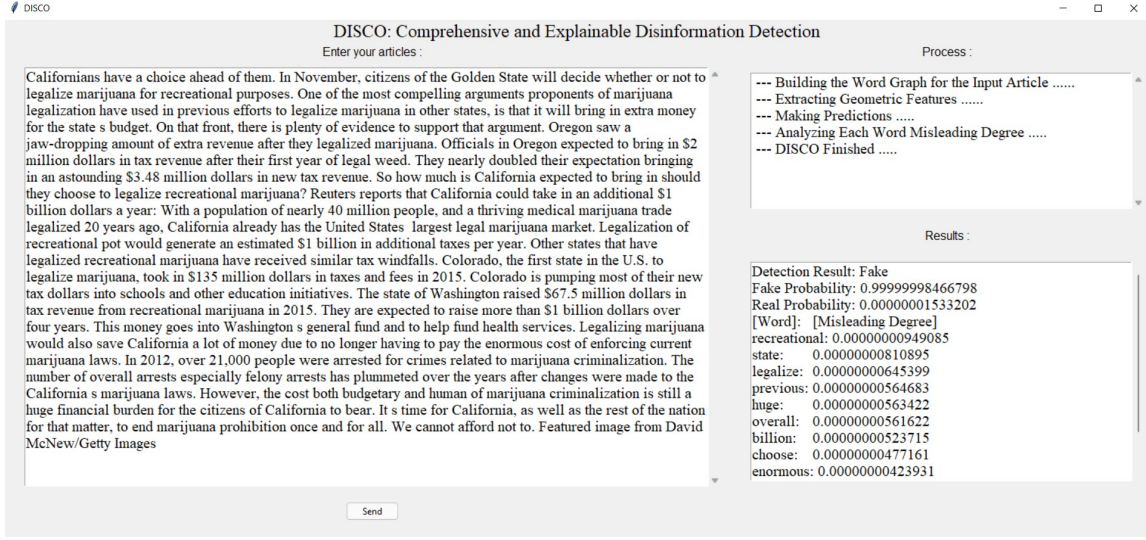 DISCO
DISCO: Comprehensive and Explainable Disinformation Detection
Enter your articles :
Californians have a choice ahead of them. In November, citizens of the Golden State will decide whether or not to
legalize marijuana for recreational purposes. One of the most compelling arguments proponents of marijuana
legalization have used in previous efforts to legalize marijuana in other states, is that it will bring in extra money
for the state s budget. On that front, there is plenty of evidence to support that argument. Oregon saw a
jaw-dropping amount of extra revenue after they legalized marijuana. Officials in Oregon expected to bring in $2
million dollars in tax revenue after their first year of legal weed. They nearly doubled their expectation bringing
in an astounding $3.48 million dollars in new tax revenue. So how much is California expected to bring in should
they choose to legalize recreational marijuana? Reuters reports that California could take in an additional $1
billion dollars a year: With a population of nearly 40 million people, and a thriving medical marijuana trade
legalized 20 years ago, California already has the United States  largest legal marijuana market. Legalization of
recreational pot would generate an estimated $1 billion in additional taxes per year. Other states that have
legalized recreational marijuana have received similar tax windfalls. Colorado, the first state in the U.S. to
legalize marijuana, took in $135 million dollars in taxes and fees in 2015. Colorado is pumping most of their new
tax dollars into schools and other education initiatives. The state of Washington raised $67.5 million dollars in
tax revenue from recreational marijuana in 2015. They are expected to raise more than $1 billion dollars over
four years. This money goes into Washington s general fund and to help fund health services. Legalizing marijuana
would also save California a lot of money due to no longer having to pay the enormous cost of enforcing current
marijuana laws. In 2012, over 21,000 people were arrested for crimes related to marijuana criminalization. The
number of overall arrests especially felony arrests has plummeted over the years after changes were made to the
California s marijuana laws. However, the cost both budgetary and human of marijuana criminalization is still a
huge financial burden for the citizens of California to bear. It s time for California, as well as the rest of the nation
for that matter, to end marijuana prohibition once and for all. We cannot afford not to. Featured image from David
McNew/Getty Images
Send
Process :
--- Building the Word Graph for the Input Article ......
--- Extracting Geometric Features ......
--- Making Predictions .....
--- Analyzing Each Word Misleading Degree .....
--- DISCO Finished .....
Results :
Detection Result: Fake
Fake Probability: 0.99999998466798
Real Probability: 0.00000001533202
[Word]: [Misleading Degree]
recreational: 0.00000000949085
state: 0.00000000810895
legalize: 0.00000000645399
previous: 0.00000000564683
huge: 0.00000000563422
overall: 0.00000000561622
billion: 0.00000000523715
choose: 0.00000000477161
enormous: 0.00000000423931